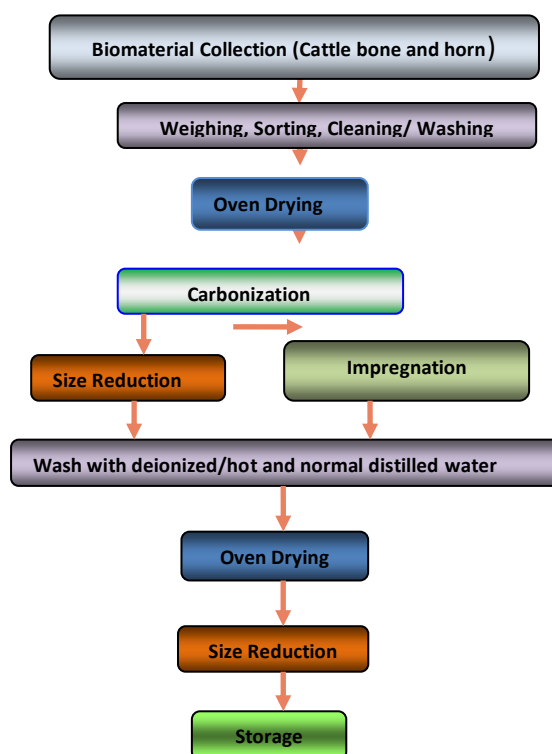 Biomaterial Collection (Cattle bone and horn)
Weighing, Sorting, Cleaning/ Washing
Oven Drying
Carbonization
Size Reduction
Impregnation
Wash with deionized/hot and normal distilled water
Oven Drying
Size Reduction
Storage